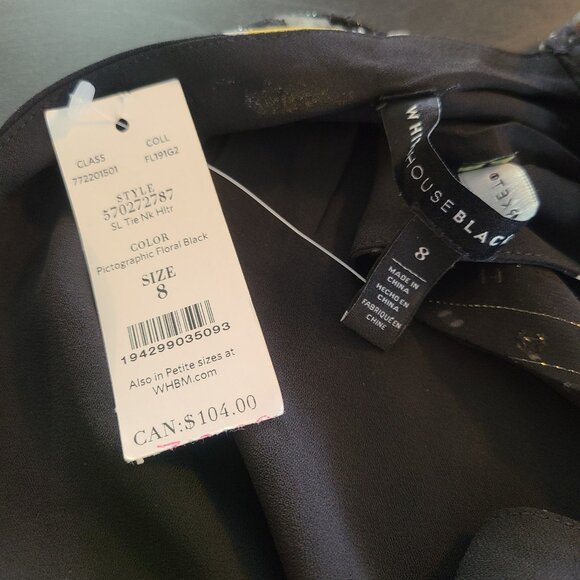 CLASS
772201501
COLL
FL191G2
STYLE
570272787
SL Tie Nk Hltr
COLOR
Pictographic Floral Black
SIZE
8
194299035093
Also in Petite sizes at
WHBM.com
CAN:$104.00
HOUSEBLAC
8
MADE IN
CHINA
HECHO EN
CHINA
FABRIQUÉ EN
CHINE